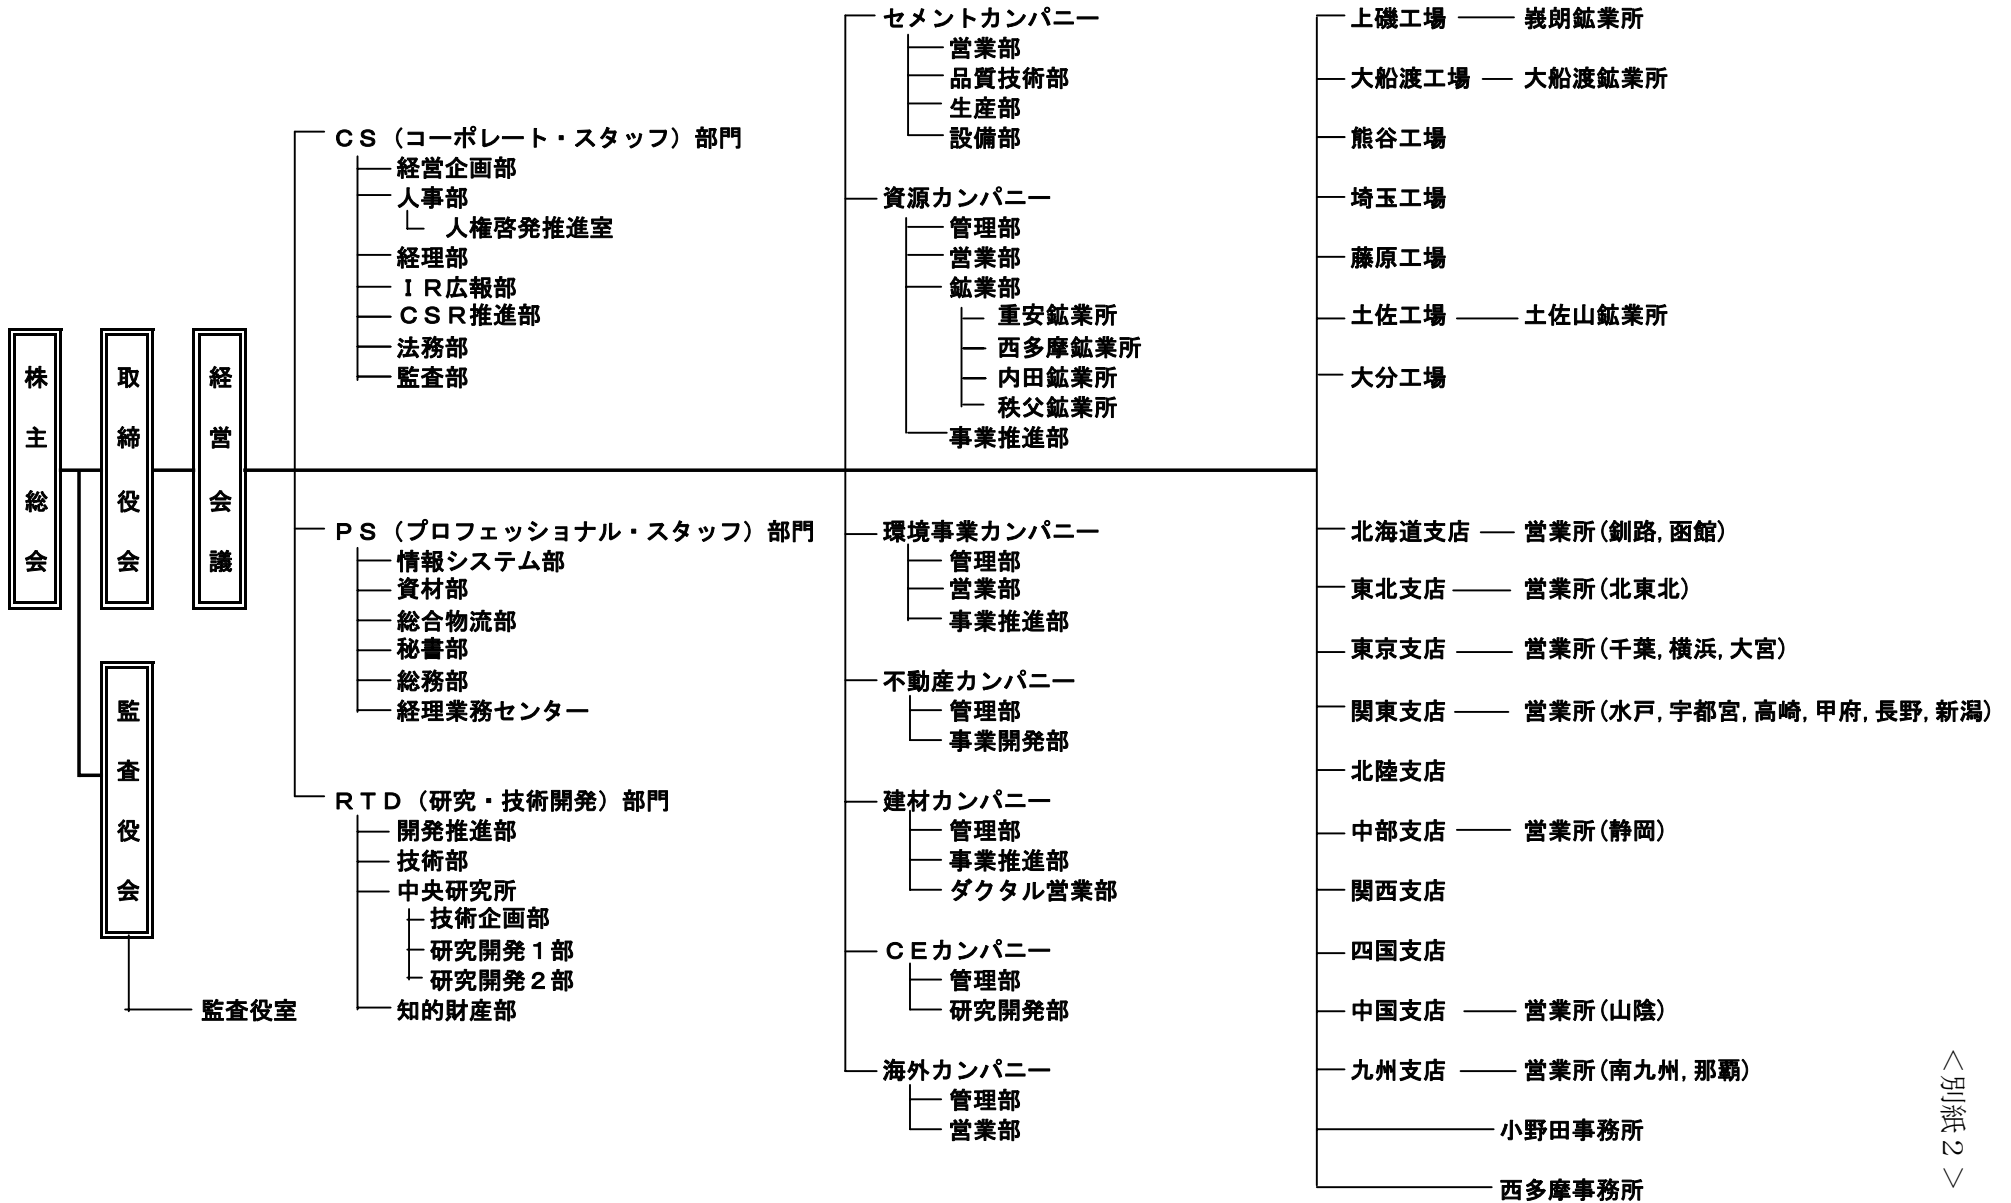 株主総会
取締役会
経営会議
監査役会
監査役室
ＣＳ（コーポレート・スタッフ）部門
経営企画部
人事部
人権啓発推進室
経理部
ＩＲ広報部
ＣＳＲ推進部
法務部
監査部
ＰＳ（プロフェッショナル・スタッフ）部門
情報システム部
資材部
総合物流部
秘書部
総務部
経理業務センター
ＲＴＤ（研究・技術開発）部門
開発推進部
技術部
中央研究所
技術企画部
研究開発１部
研究開発２部
知的財産部
セメントカンパニー
営業部
品質技術部
生産部
設備部
資源カンパニー
管理部
営業部
鉱業部
重安鉱業所
西多摩鉱業所
内田鉱業所
秩父鉱業所
事業推進部
環境事業カンパニー
管理部
営業部
事業推進部
不動産カンパニー
管理部
事業開発部
建材カンパニー
管理部
事業推進部
ダクタル営業部
ＣＥカンパニー
管理部
研究開発部
海外カンパニー
管理部
営業部
上磯工場 峩朗鉱業所
大船渡工場 大船渡鉱業所
熊谷工場
埼玉工場
藤原工場
土佐工場 土佐山鉱業所
大分工場
北海道支店 営業所(釧路,函館)
東北支店 営業所(北東北)
東京支店 営業所(千葉,横浜,大宮)
関東支店 営業所(水戸,宇都宮,高崎,甲府,長野,新潟)
北陸支店
中部支店 営業所(静岡)
関西支店
四国支店
中国支店 営業所(山陰)
九州支店 営業所(南九州,那覇)
小野田事務所
西多摩事務所
＜別紙２＞